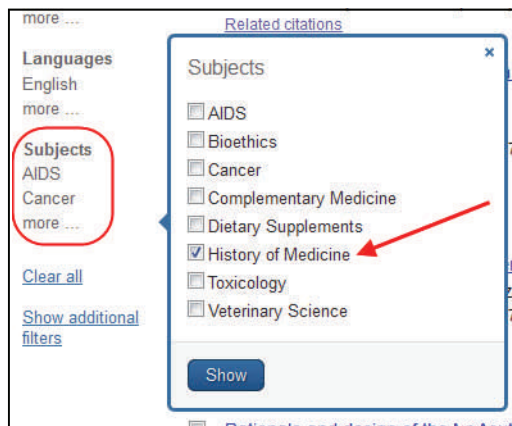 more ...
Languages
English
more ...
Subjects
AIDS
Cancer
more ...
Clear all
Show additional
filters
Related citations
Subjects
×
AIDS
Bioethics
Cancer
Complementary Medicine
Dietary Supplements
History of Medicine
Toxicology
Veterinary Science
Show